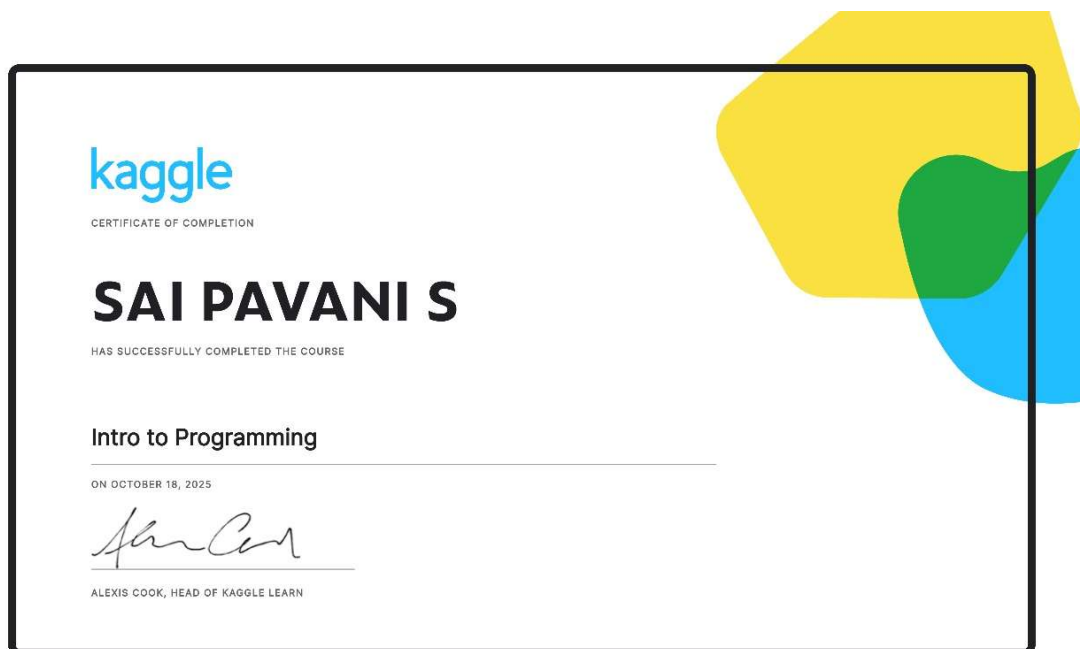 kaggle
CERTIFICATE OF COMPLETION
SAI PAVANI S
HAS SUCCESSFULLY COMPLETED THE COURSE
Intro to Programming
ON OCTOBER 18, 2025
ALEXIS COOK, HEAD OF KAGGLE LEARN